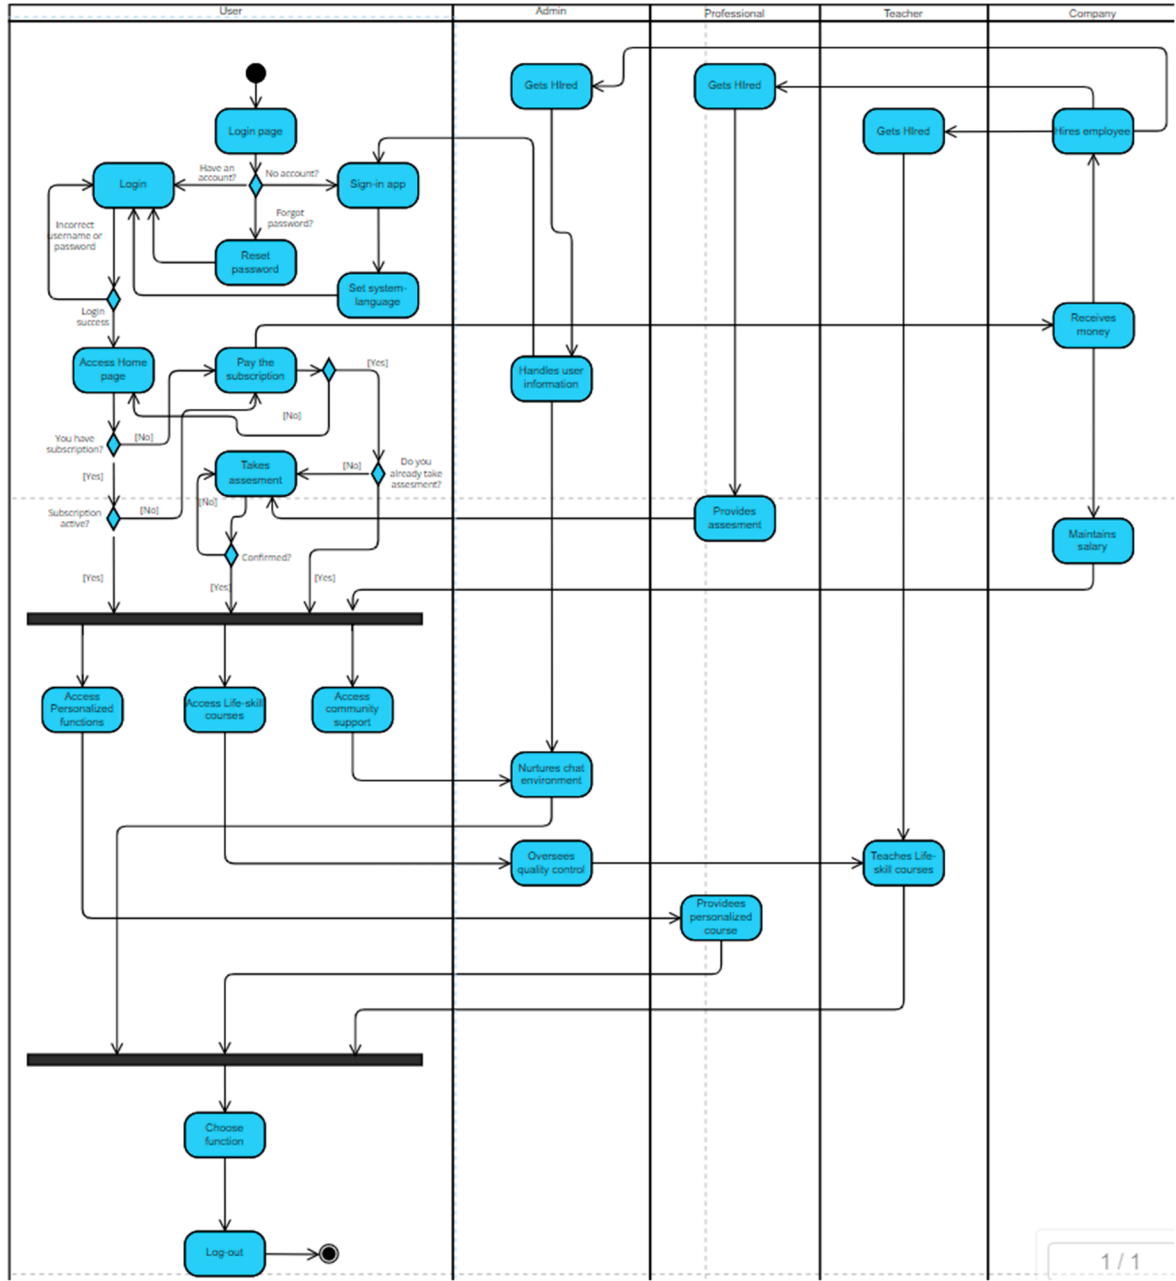 User
Admin
Professional
Teacher
Company
Gets HIred
Gets HIred
Login page
Gets HIred
Hires employee
Have an
account?
No account?
Login
Sign-in app
Forgot
password?
Incorrect
username or
password
Reset
password
Set system-
language
Login
success
Receives
money
Access Home
page
Pay the
subscription
[Yes]
Handles user
information
[No]
You have
subscription?
[No]
Takes
assesment
[No]
Do you
already take
assesment?
[Yes]
[No]
Subscription
active?
[No]
Provides
assesment
Maintains
salary
Confirmed?
[Yes]
[Yes]
[Yes]
Access
Personalized
functions
Access Life-skill
courses
Access
community
support
Nurtures chat
environment
Oversees
quality control
Teaches Life-
skill courses
Providees
personalized
course
Choose
function
Log-out
1 / 1